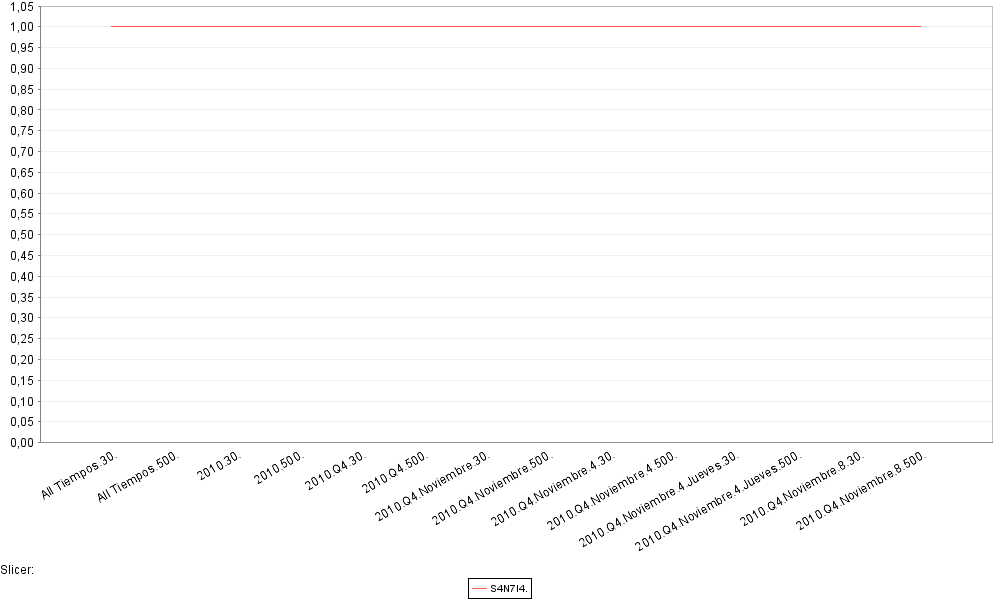 1,05
1,00
0,95
0,90
0,85
0,80
0,75
0,70
0,65
0,60
0,55
0,50
0,45
0,40
0,35
0,30
0,25
0,20
0,15
0,10
0,05
0,00
All Tiempos.30.
All Tiempos.500.
2010.30.
2010.500.
2010.Q4.30.
2010.Q4.500.
2010.Q4.Noviembre.30.
2010.Q4.Noviembre.500.
2010.Q4.Noviembre.4.30.
2010.Q4.Noviembre.4.500.
2010.Q4.Noviembre.4.Jueves.30.
2010.Q4.Noviembre.4.Jueves.500.
2010.Q4.Noviembre.8.30.
2010.Q4.Noviembre.8.500.
Slicer:
S4N7I4.